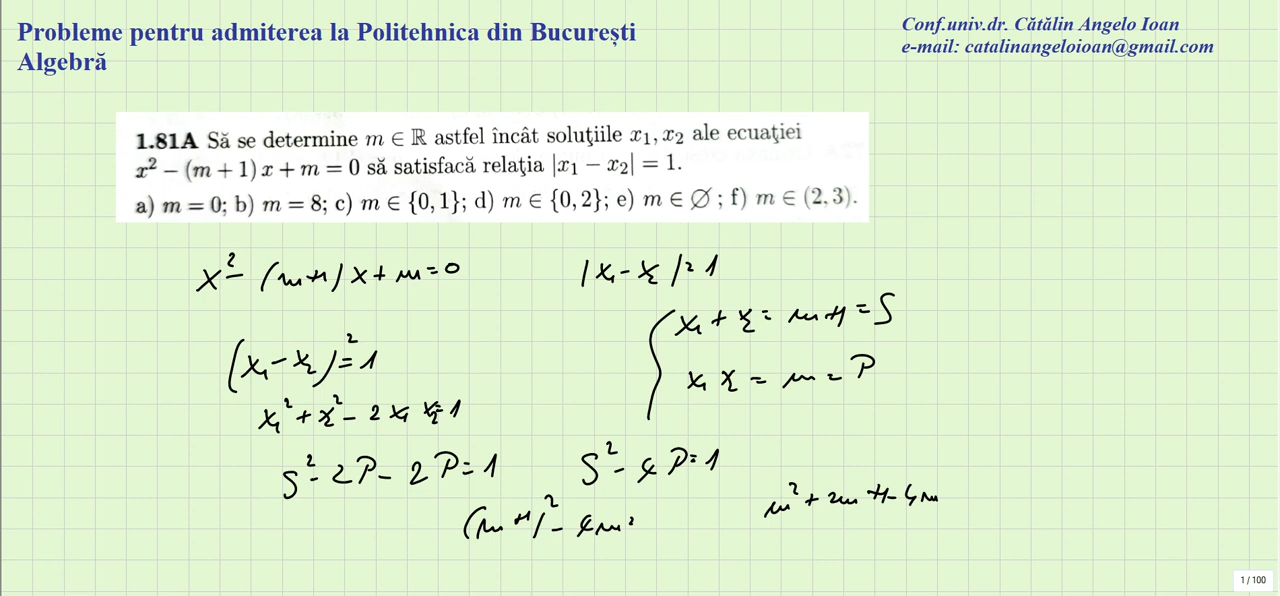 Probleme pentru admiterea la Politehnica din București
Algebră
Conf.univ.dr. Cătălin Angelo Ioan
e-mail: catalinangeloioan@gmail.com
1.81A Să se determine m ∈ ℝ astfel încât soluţiile x₁, x₂ ale ecuaţiei
x² − (m + 1) x + m = 0 să satisfacă relaţia |x₁ − x₂| = 1.
a) m = 0; b) m = 8; c) m ∈ {0, 1}; d) m ∈ {0, 2}; e) m ∈ ∅; f) m ∈ (2, 3).
x² − (m+1) x + m = 0
|x₁ − x₂| = 1
x₁ + x₂ = m+1 = S
(x₁ − x₂)² = 1
x₁ x₂ = m = P
x₁² + x₂² − 2 x₁ x₂ = 1
S² − 2P − 2P = 1
S² − 4P = 1
(m+1)² − 4m =
m² + 2m + 1 − 4m
1 / 100